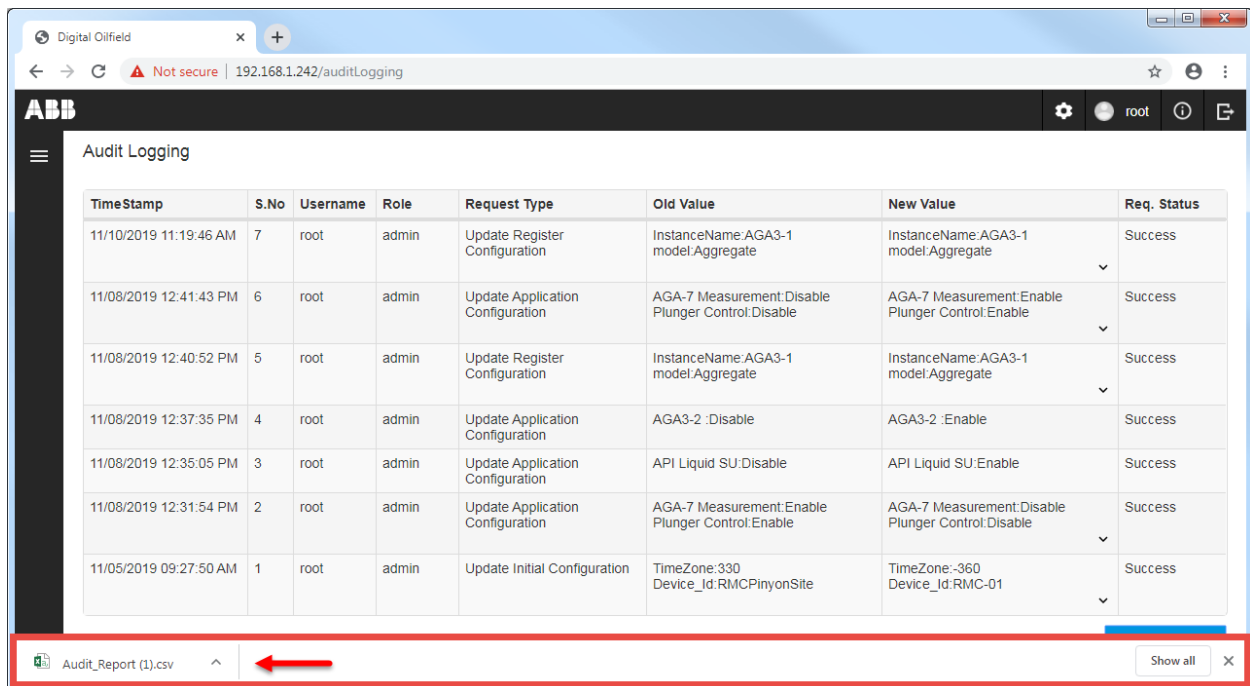 Digital Oilfield
Not secure | 192.168.1.242/auditLogging
ABB
root
Audit Logging
TimeStamp S.No Username Role Request Type Old Value New Value Req. Status
11/10/2019 11:19:46 AM 7 root admin Update Register InstanceName:AGA3-1 InstanceName:AGA3-1 Success
Configuration model:Aggregate model:Aggregate
11/08/2019 12:41:43 PM 6 root admin Update Application AGA-7 Measurement:Disable AGA-7 Measurement:Enable Success
Configuration Plunger Control:Disable Plunger Control:Enable
11/08/2019 12:40:52 PM 5 root admin Update Register InstanceName:AGA3-1 InstanceName:AGA3-1 Success
Configuration model:Aggregate model:Aggregate
11/08/2019 12:37:35 PM 4 root admin Update Application AGA3-2 :Disable AGA3-2 :Enable Success
Configuration
11/08/2019 12:35:05 PM 3 root admin Update Application API Liquid SU:Disable API Liquid SU:Enable Success
Configuration
11/08/2019 12:31:54 PM 2 root admin Update Application AGA-7 Measurement:Enable AGA-7 Measurement:Disable Success
Configuration Plunger Control:Enable Plunger Control:Disable
11/05/2019 09:27:50 AM 1 root admin Update Initial Configuration TimeZone:330 TimeZone:-360 Success
Device_Id:RMCPinyonSite Device_Id:RMC-01
Audit_Report (1).csv Show all